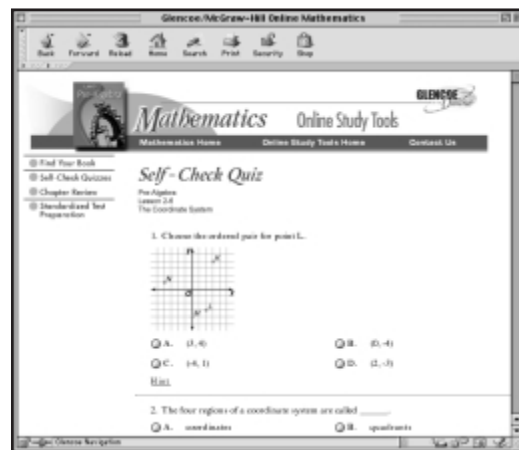 Glencoe/McGraw-Hill Online Mathematics
Back Forward Reload Home Search Print Security Stop
GLENCOE
Mathematics Online Study Tools
Mathematics Home Online Study Tools Home Contact Us
Find Your Book
Self-Check Quizzes
Chapter Review
Standardized Test
Preparation
Self-Check Quiz
Pre-Algebra
The Coordinate System
1. Choose the ordered pair for point L.
A. (3, 4) B. (0, -4)
C. (-4, 1) D. (2, -3)
Hint
2. The four regions of a coordinate system are called ______.
A. coordinates B. quadrants